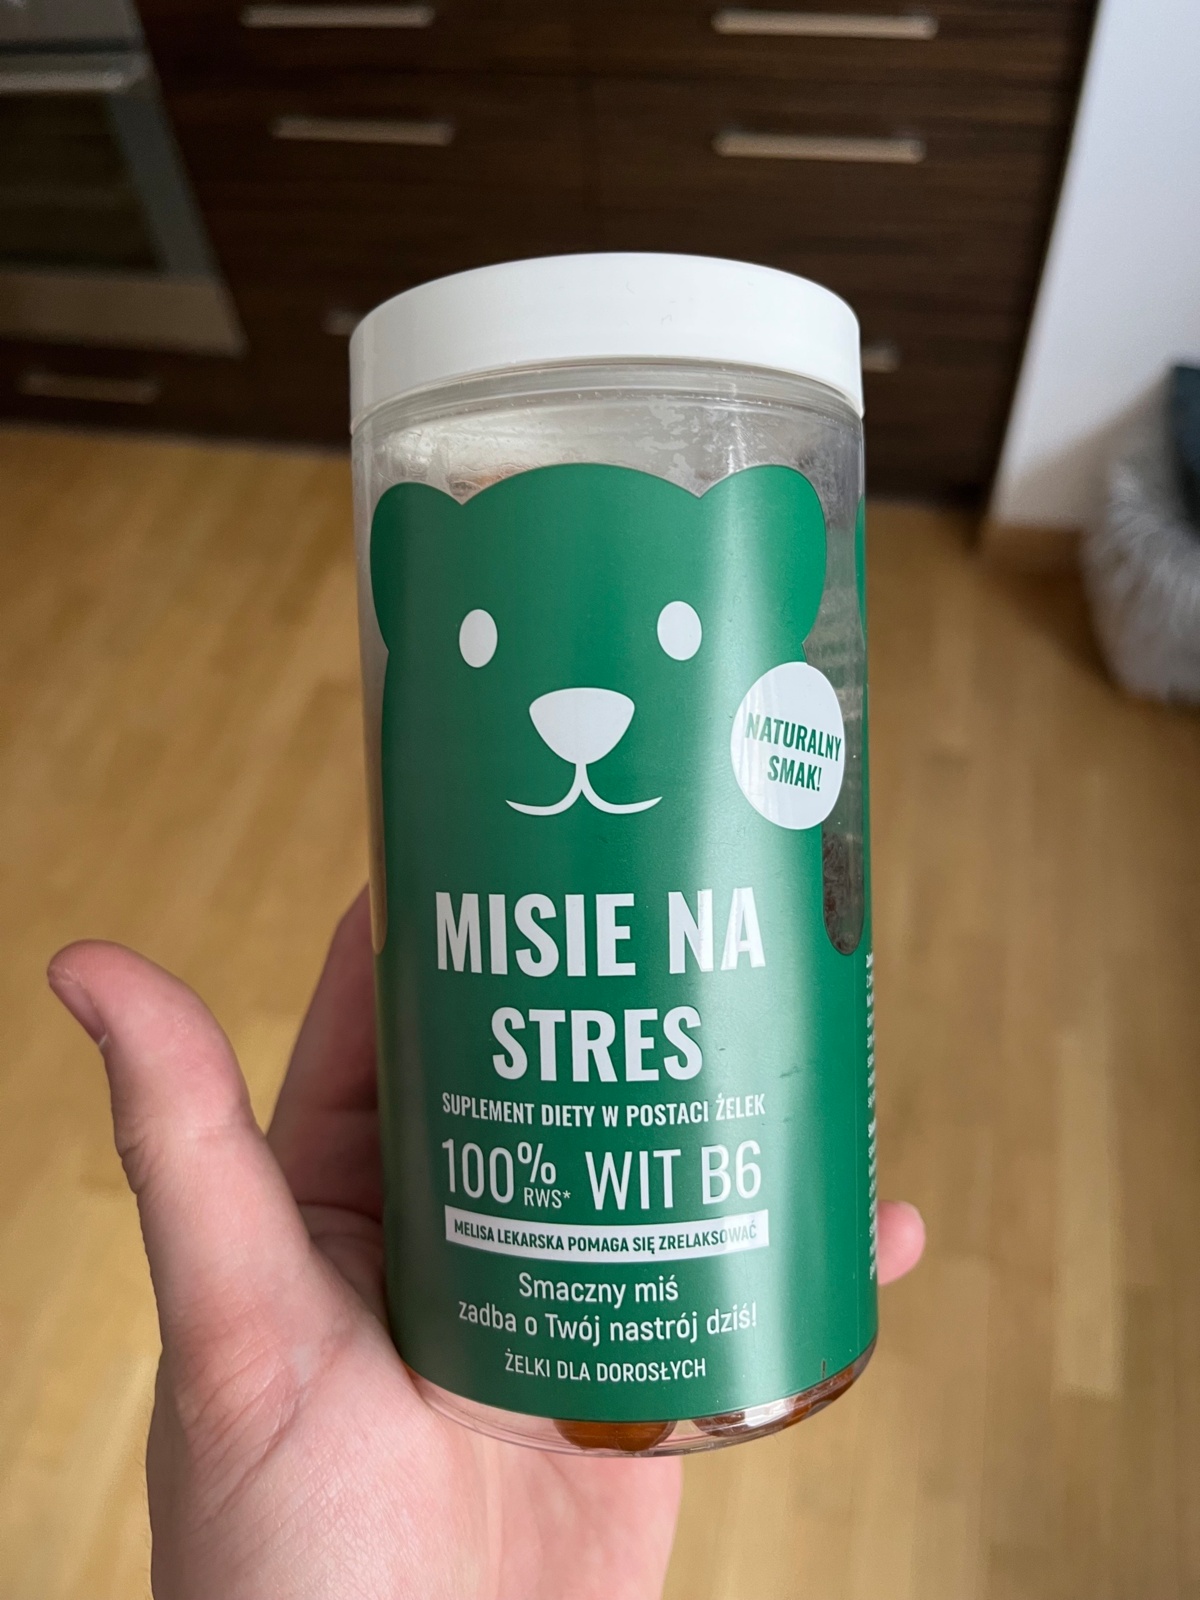 NATURALNY
SMAK!
MISIE NA
STRES
SUPLEMENT DIETY W POSTACI ŻELEK
100% RWS* WIT B6
MELISA LEKARSKA POMAGA SIĘ ZRELAKSOWAĆ
Smaczny miś
zadba o Twój nastrój dziś!
ŻELKI DLA DOROSŁYCH